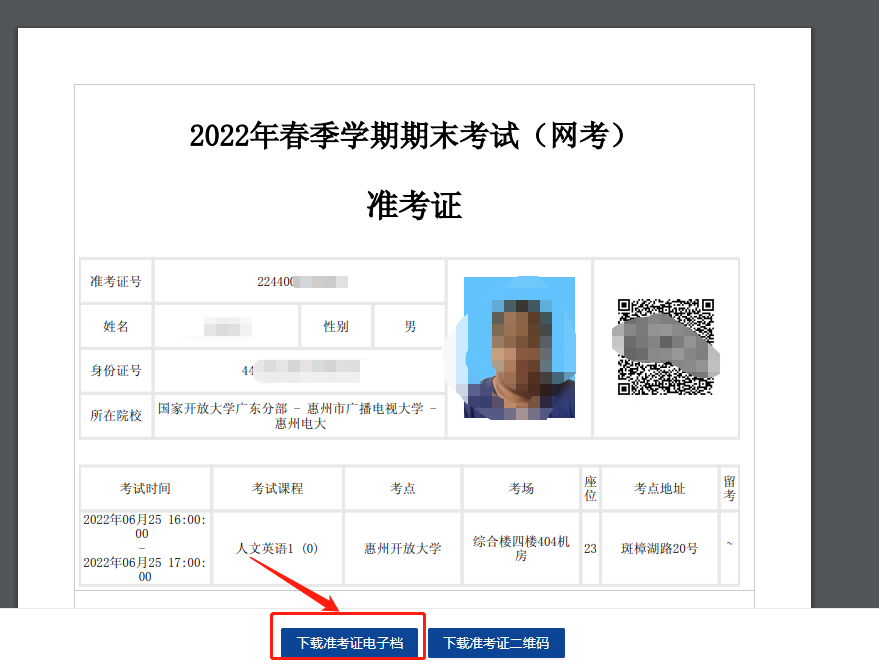 2022年春季学期期末考试（网考）
准考证
准考证号
224400
姓名
性别
男
身份证号
44
所在院校
国家开放大学广东分部 - 惠州市广播电视大学 -
惠州电大
考试时间
考试课程
考点
考场
座
位
考点地址
留
考
2022年06月25 16:00:
00
-
2022年06月25 17:00:
00
人文英语1 (0)
惠州开放大学
综合楼四楼404机
房
23
斑樟湖路20号
~
下载准考证电子档
下载准考证二维码